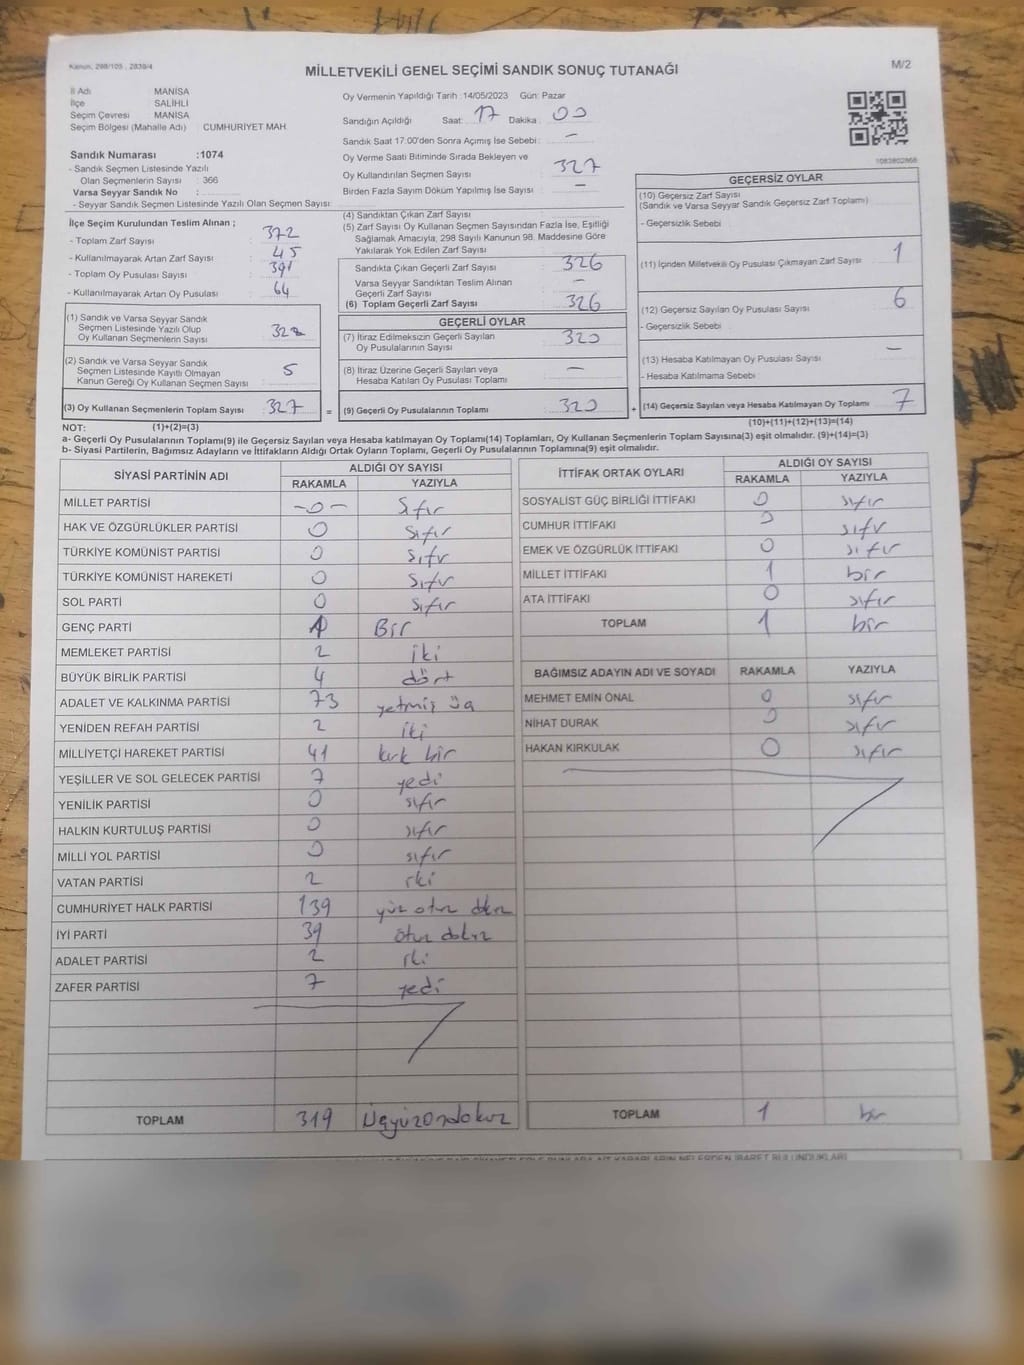 Kanun, 298/105 , 2839/4
MİLLETVEKİLİ GENEL SEÇİMİ SANDIK SONUÇ TUTANAĞI
M/2
İl Adı MANİSA
İlçe SALİHLİ
Seçim Çevresi MANİSA
Seçim Bölgesi (Mahalle Adı) CUMHURİYET MAH.
Sandık Numarası :1074
- Sandık Seçmen Listesinde Yazılı
Olan Seçmenlerin Sayısı : 366
Varsa Seyyar Sandık No :
- Seyyar Sandık Seçmen Listesinde Yazılı Olan Seçmen Sayısı:
Oy Vermenin Yapıldığı Tarih :14/05/2023 Gün: Pazar
Sandığın Açıldığı Saat: 17 Dakika: 00
Sandık Saat 17.00'den Sonra Açımış İse Sebebi : -
Oy Verme Saati Bitiminde Sırada Bekleyen ve
Oy Kullandırılan Seçmen Sayısı : 327
Birden Fazla Sayım Döküm Yapılmış İse Sayısı : -
1083802868
İlçe Seçim Kurulundan Teslim Alınan ;
- Toplam Zarf Sayısı : 372
- Kullanılmayarak Artan Zarf Sayısı : 45
- Toplam Oy Pusulası Sayısı : 391
- Kullanılmayarak Artan Oy Pusulası : 64
(1) Sandık ve Varsa Seyyar Sandık
Seçmen Listesinde Yazılı Olup
Oy Kullanan Seçmenlerin Sayısı : 322
(2) Sandık ve Varsa Seyyar Sandık
Seçmen Listesinde Kayıtlı Olmayan
Kanun Gereği Oy Kullanan Seçmen Sayısı : 5
(3) Oy Kullanan Seçmenlerin Toplam Sayısı : 327
(4) Sandıktan Çıkan Zarf Sayısı :
(5) Zarf Sayısı Oy Kullanan Seçmen Sayısından Fazla İse, Eşitliği
Sağlamak Amacıyla, 298 Sayılı Kanunun 98. Maddesine Göre
Yakılarak Yok Edilen Zarf Sayısı :
Sandıkta Çıkan Geçerli Zarf Sayısı : 326
Varsa Seyyar Sandıktan Teslim Alınan
Geçerli Zarf Sayısı : -
(6) Toplam Geçerli Zarf Sayısı : 326
GEÇERLİ OYLAR
(7) İtiraz Edilmeksizin Geçerli Sayılan
Oy Pusulalarının Sayısı : 320
(8) İtiraz Üzerine Geçerli Sayılan veya
Hesaba Katılan Oy Pusulası Toplamı : -
= (9) Geçerli Oy Pusulalarının Toplamı : 320 +
GEÇERSİZ OYLAR
(10) Geçersiz Zarf Sayısı
(Sandık ve Varsa Seyyar Sandık Geçersiz Zarf Toplamı)
- Geçersizlik Sebebi :
(11) İçinden Milletvekili Oy Pusulası Çıkmayan Zarf Sayısı : 1
(12) Geçersiz Sayılan Oy Pusulası Sayısı : 6
- Geçersizlik Sebebi :
(13) Hesaba Katılmayan Oy Pusulası Sayısı : -
- Hesaba Katılmama Sebebi :
(14) Geçersiz Sayılan veya Hesaba Katılmayan Oy Toplamı : 7
NOT: (1)+(2)=(3)
(10)+(11)+(12)+(13)=(14)
a- Geçerli Oy Pusulalarının Toplamı(9) ile Geçersiz Sayılan veya Hesaba katılmayan Oy Toplamı(14) Toplamları, Oy Kullanan Seçmenlerin Toplam Sayısına(3) eşit olmalıdır. (9)+(14)=(3)
b- Siyasi Partilerin, Bağımsız Adayların ve İttifakların Aldığı Ortak Oyların Toplamı, Geçerli Oy Pusulalarının Toplamına(9) eşit olmalıdır.
SİYASİ PARTİNİN ADI ALDIĞI OY SAYISI
RAKAMLA YAZIYLA
MİLLET PARTİSİ -0- Sıfır
HAK VE ÖZGÜRLÜKLER PARTİSİ 0 Sıfır
TÜRKİYE KOMÜNİST PARTİSİ 0 Sıfır
TÜRKİYE KOMÜNİST HAREKETİ 0 Sıfır
SOL PARTİ 0 Sıfır
GENÇ PARTİ 1 Bir
MEMLEKET PARTİSİ 2 iki
BÜYÜK BİRLİK PARTİSİ 4 dört
ADALET VE KALKINMA PARTİSİ 73 yetmiş üç
YENİDEN REFAH PARTİSİ 2 iki
MİLLİYETÇİ HAREKET PARTİSİ 41 kırk bir
YEŞİLLER VE SOL GELECEK PARTİSİ 7 yedi
YENİLİK PARTİSİ 0 sıfır
HALKIN KURTULUŞ PARTİSİ 0 sıfır
MİLLİ YOL PARTİSİ 0 sıfır
VATAN PARTİSİ 2 iki
CUMHURİYET HALK PARTİSİ 139 yüz otuz dokuz
İYİ PARTİ 39 otuz dokuz
ADALET PARTİSİ 2 iki
ZAFER PARTİSİ 7 yedi
TOPLAM 319 Üçyüzondokuz
İTTİFAK ORTAK OYLARI ALDIĞI OY SAYISI
RAKAMLA YAZIYLA
SOSYALİST GÜÇ BİRLİĞİ İTTİFAKI 0 sıfır
CUMHUR İTTİFAKI 0 sıfır
EMEK VE ÖZGÜRLÜK İTTİFAKI 0 sıfır
MİLLET İTTİFAKI 1 bir
ATA İTTİFAKI 0 sıfır
TOPLAM 1 bir
BAĞIMSIZ ADAYIN ADI VE SOYADI RAKAMLA YAZIYLA
MEHMET EMİN ÖNAL 0 sıfır
NİHAT DURAK 0 sıfır
HAKAN KIRKULAK 0 sıfır
TOPLAM 1 bir